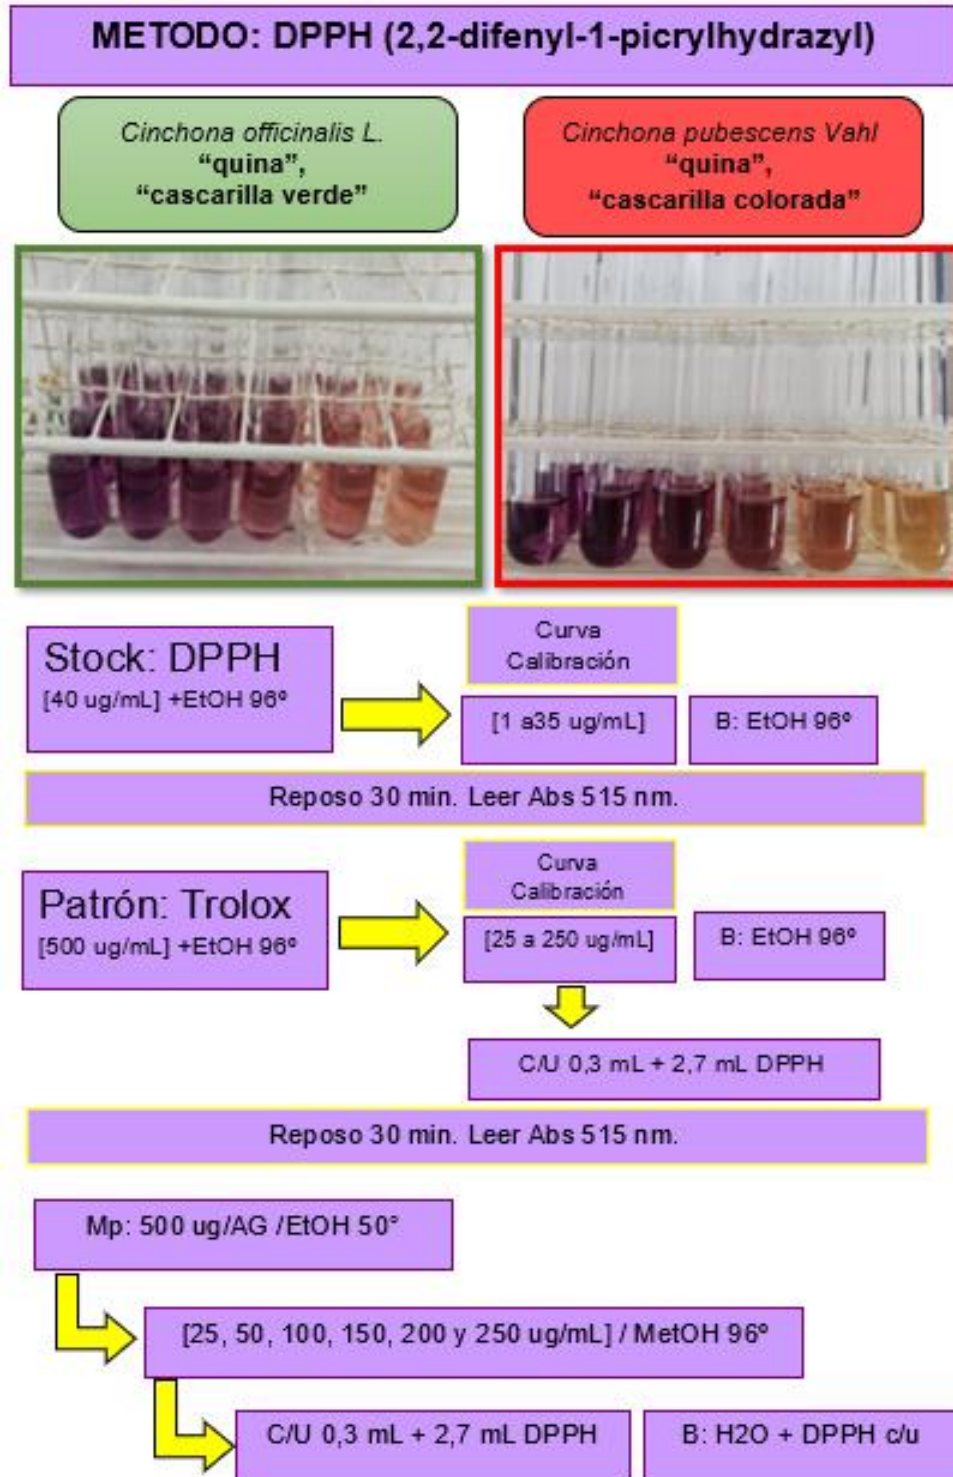 METODO: DPPH (2,2-difenyl-1-picrylhydrazyl)
Cinchona officinalis L.
“quina”,
“cascarilla verde”
Cinchona pubescens Vahl
“quina”,
“cascarilla colorada”
Stock: DPPH
[40 ug/mL] +EtOH 96º
Curva
Calibración
[1 a35 ug/mL]
B: EtOH 96º
Reposo 30 min. Leer Abs 515 nm.
Patrón: Trolox
[500 ug/mL] +EtOH 96º
Curva
Calibración
[25 a 250 ug/mL]
B: EtOH 96º
C/U 0,3 mL + 2,7 mL DPPH
Reposo 30 min. Leer Abs 515 nm.
Mp: 500 ug/AG /EtOH 50°
[25, 50, 100, 150, 200 y 250 ug/mL] / MetOH 96º
C/U 0,3 mL + 2,7 mL DPPH
B: H2O + DPPH c/u